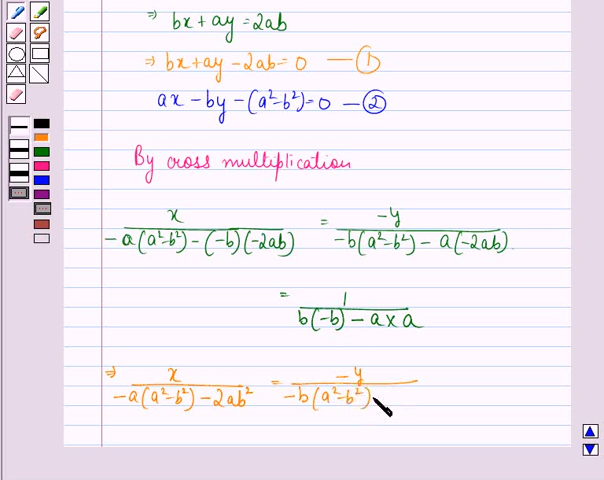 ⇒ bx + ay = 2ab
⇒ bx + ay - 2ab = 0 — ①
ax - by - (a² - b²) = 0 — ②
By cross multiplication
x / -a(a² - b²) - (-b)(-2ab) = -y / -b(a² - b²) - a(-2ab)
= 1 / b(-b) - a × a
⇒ x / -a(a² - b²) - 2ab² = -y / -b(a² - b²)